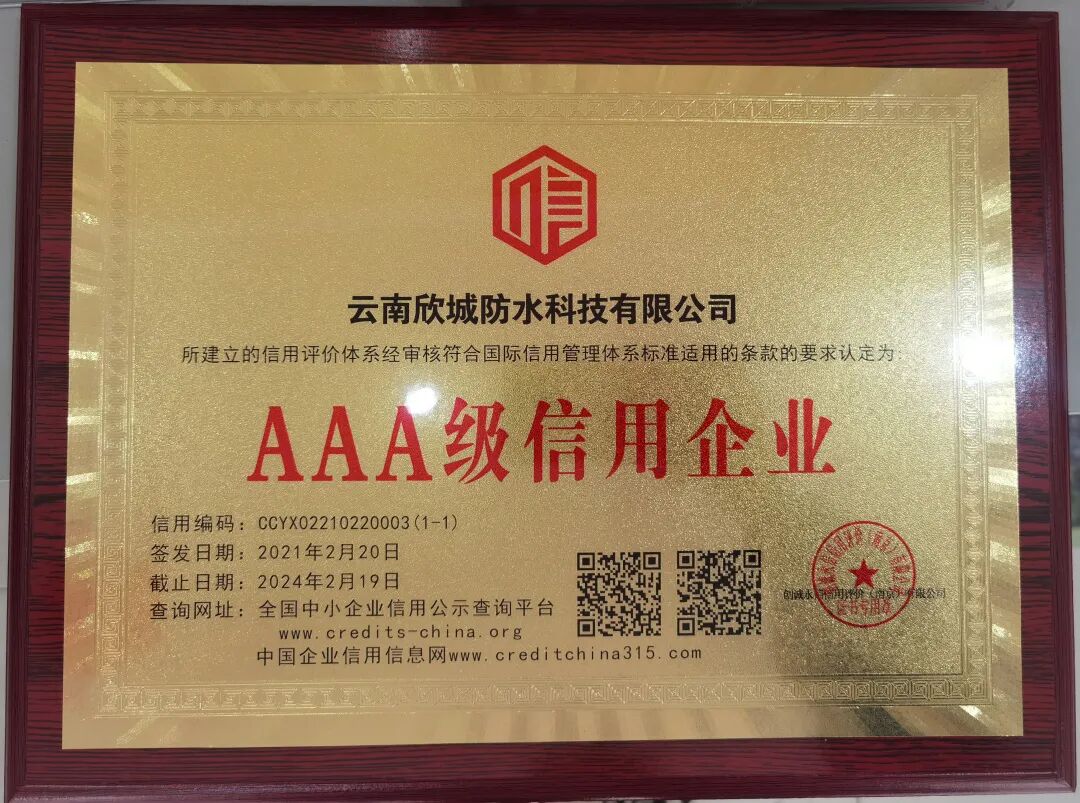 云南欣城防水科技有限公司
所建立的信用评价体系经审核符合国际信用管理体系标准适用的条款的要求认定为:
AAA级信用企业
信用编码：CCYX02210220003(1-1)
签发日期：2021年2月20日
截止日期：2024年2月19日
查询网址：全国中小企业信用公示查询平台
www.credits-china.org
中国企业信用信息网www.creditchina315.com
证书专用章